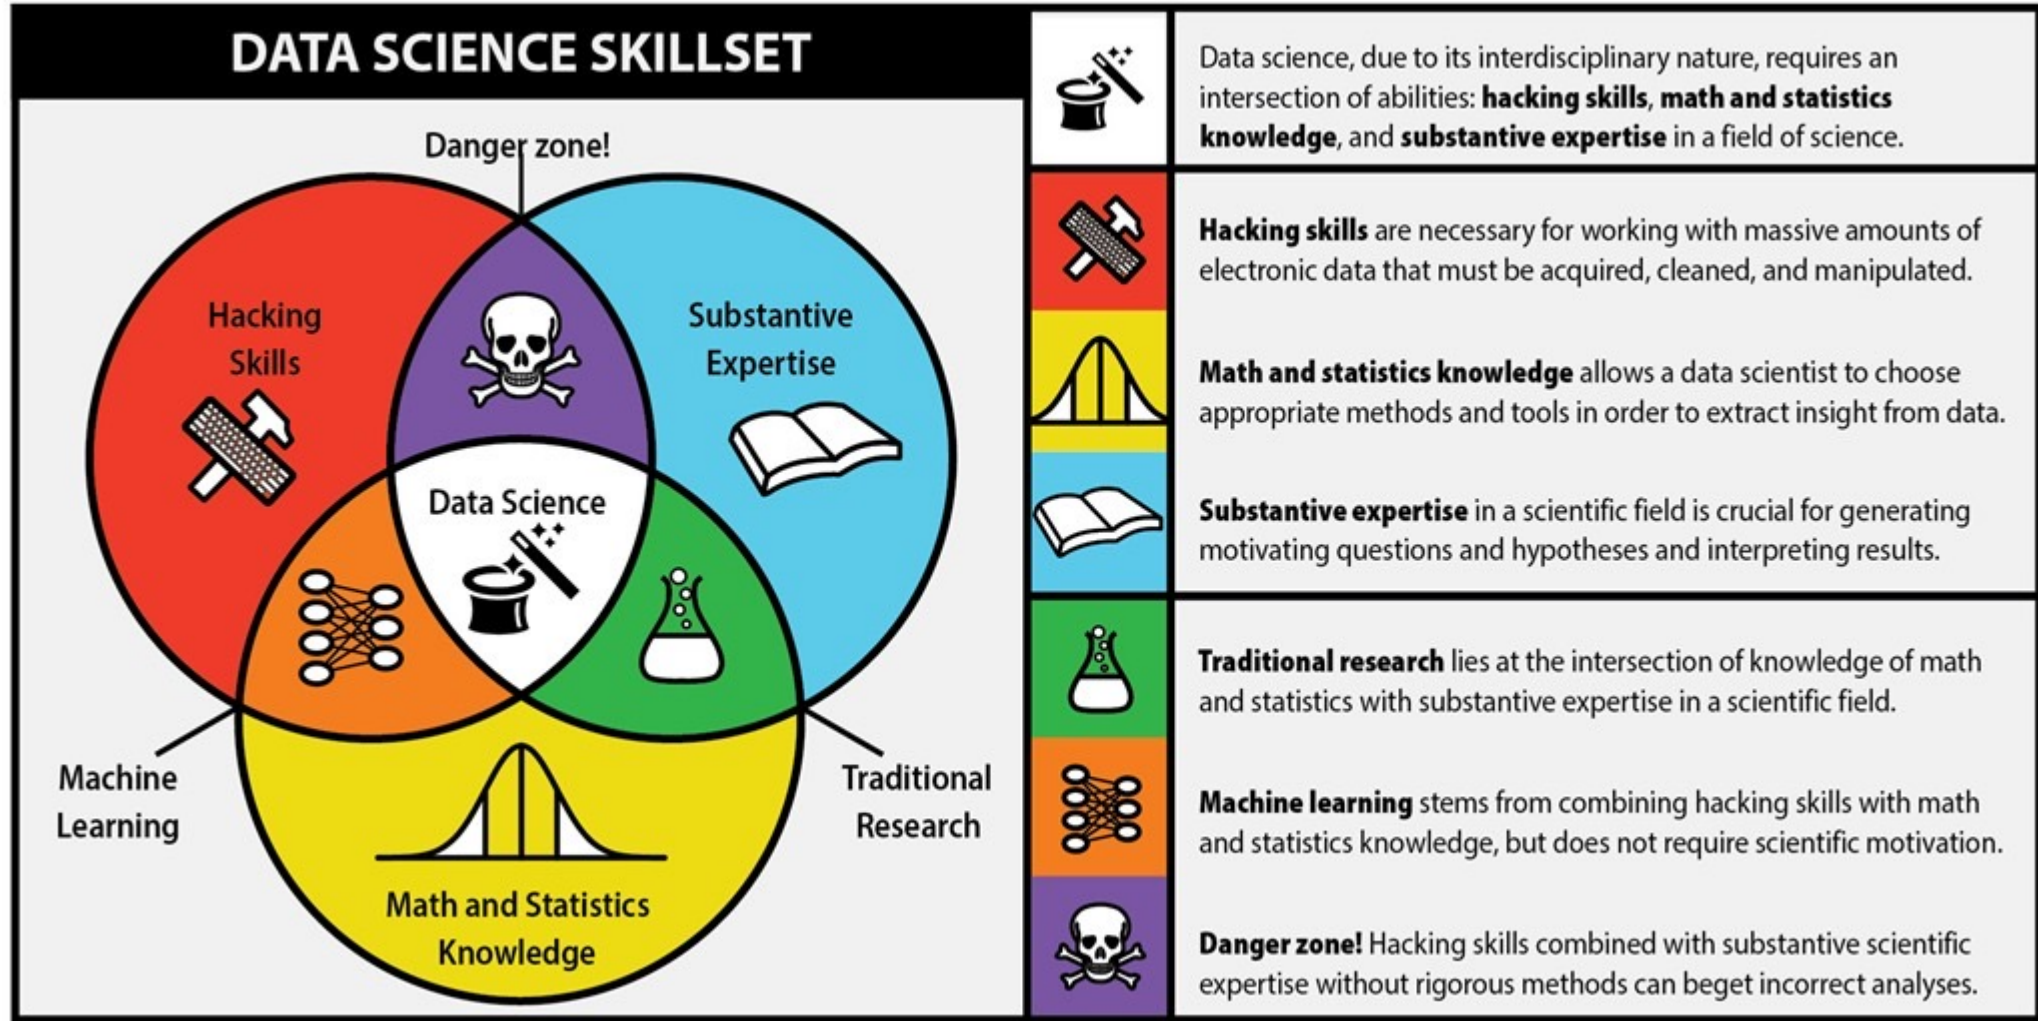 DATA SCIENCE SKILLSET
Danger zone!
Hacking
Skills
Substantive
Expertise
Data Science
Machine
Learning
Traditional
Research
Math and Statistics
Knowledge
Data science, due to its interdisciplinary nature, requires an
intersection of abilities: hacking skills, math and statistics
knowledge, and substantive expertise in a field of science.
Hacking skills are necessary for working with massive amounts of
electronic data that must be acquired, cleaned, and manipulated.
Math and statistics knowledge allows a data scientist to choose
appropriate methods and tools in order to extract insight from data.
Substantive expertise in a scientific field is crucial for generating
motivating questions and hypotheses and interpreting results.
Traditional research lies at the intersection of knowledge of math
and statistics with substantive expertise in a scientific field.
Machine learning stems from combining hacking skills with math
and statistics knowledge, but does not require scientific motivation.
Danger zone! Hacking skills combined with substantive scientific
expertise without rigorous methods can beget incorrect analyses.